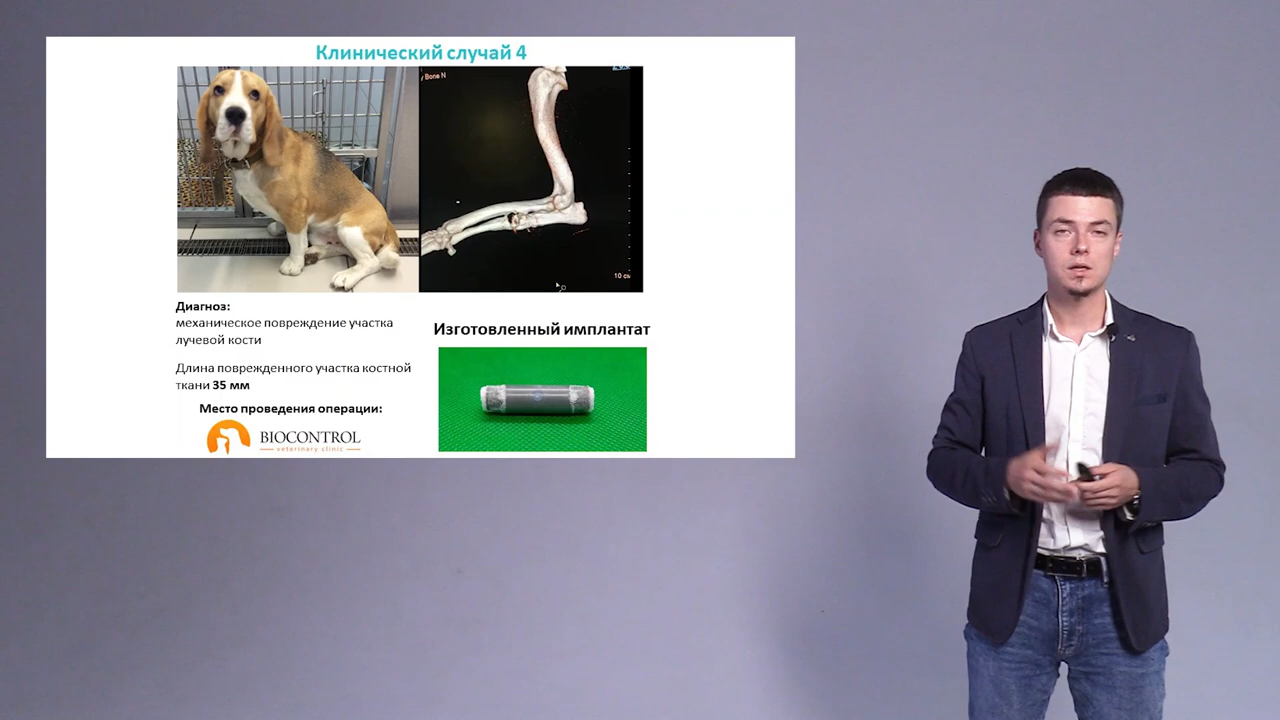 Клинический случай 4
Bone N
10 см
Диагноз:
механическое повреждение участка
лучевой кости
Изготовленный имплантат
Длина поврежденного участка костной
ткани 35 мм
Место проведения операции:
BIOCONTROL
veterinary clinic